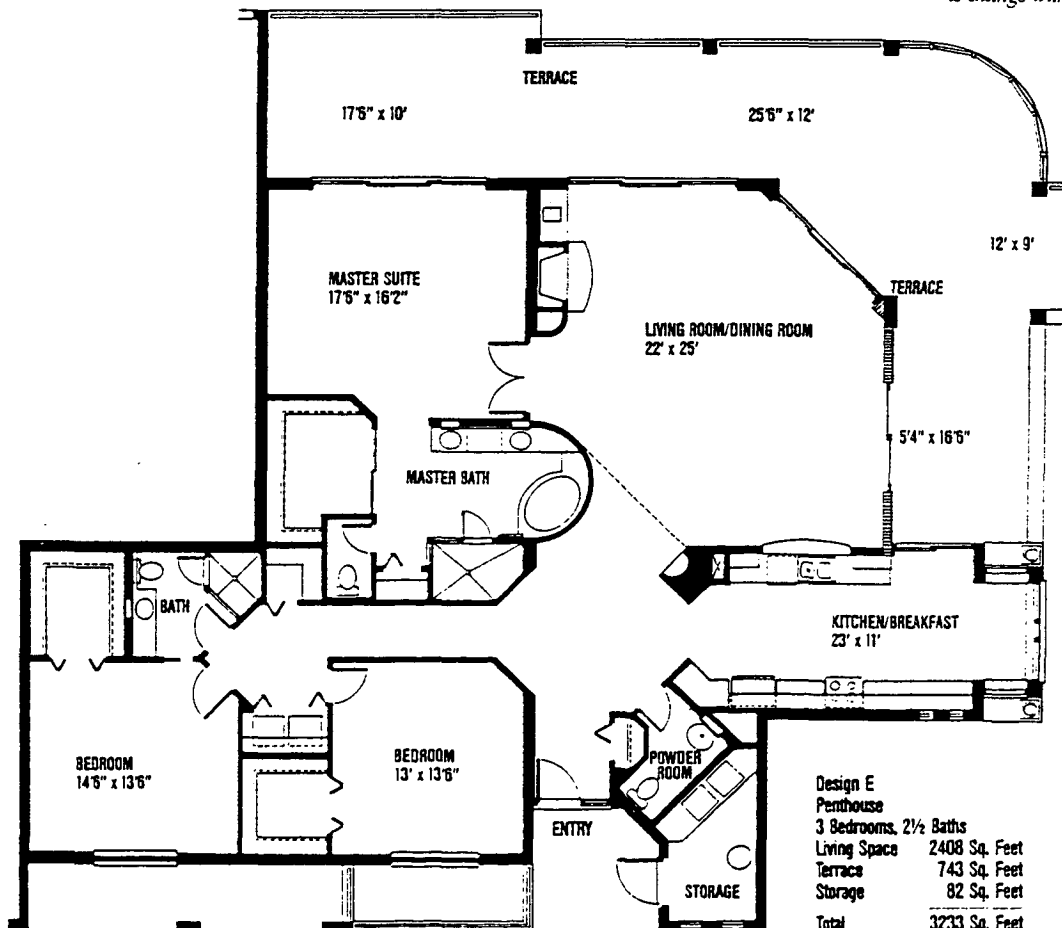 to change with
TERRACE
17'6" x 10'
25'6" x 12'
12' x 9'
MASTER SUITE
17'6" x 16'2"
TERRACE
LIVING ROOM/DINING ROOM
22' x 25'
5'4" x 16'6"
MASTER BATH
BATH
KITCHEN/BREAKFAST
23' x 11'
BEDROOM
14'6" x 13'6"
BEDROOM
13' x 13'6"
POWDER
ROOM
ENTRY
STORAGE
Design E
Penthouse
3 Bedrooms, 2½ Baths
Living Space 2408 Sq. Feet
Terrace 743 Sq. Feet
Storage 82 Sq. Feet
Total 3233 Sq. Feet